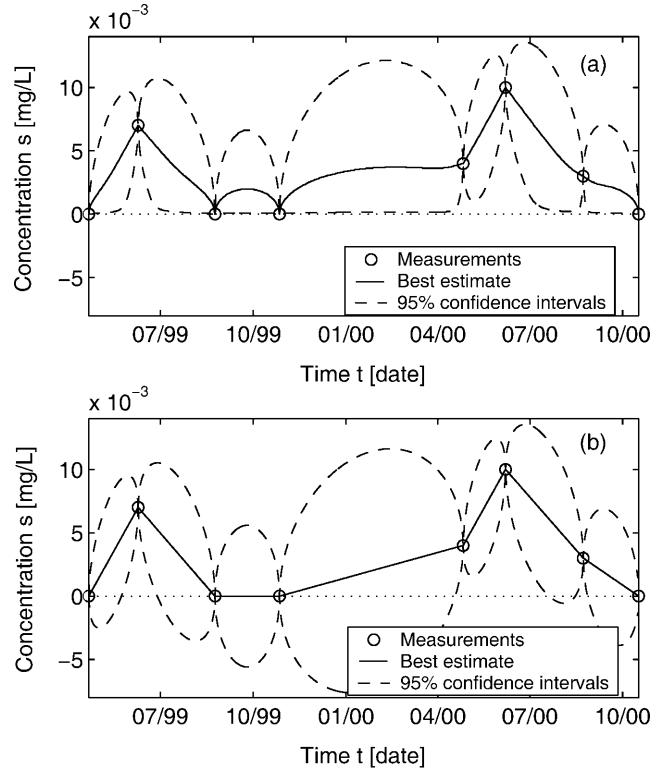 x 10⁻³
Concentration s [mg/L]
(a)
10
5
0
−5
Measurements
Best estimate
95% confidence intervals
07/99 10/99 01/00 04/00 07/00 10/00
Time t [date]
x 10⁻³
Concentration s [mg/L]
(b)
10
5
0
−5
Measurements
Best estimate
95% confidence intervals
07/99 10/99 01/00 04/00 07/00 10/00
Time t [date]